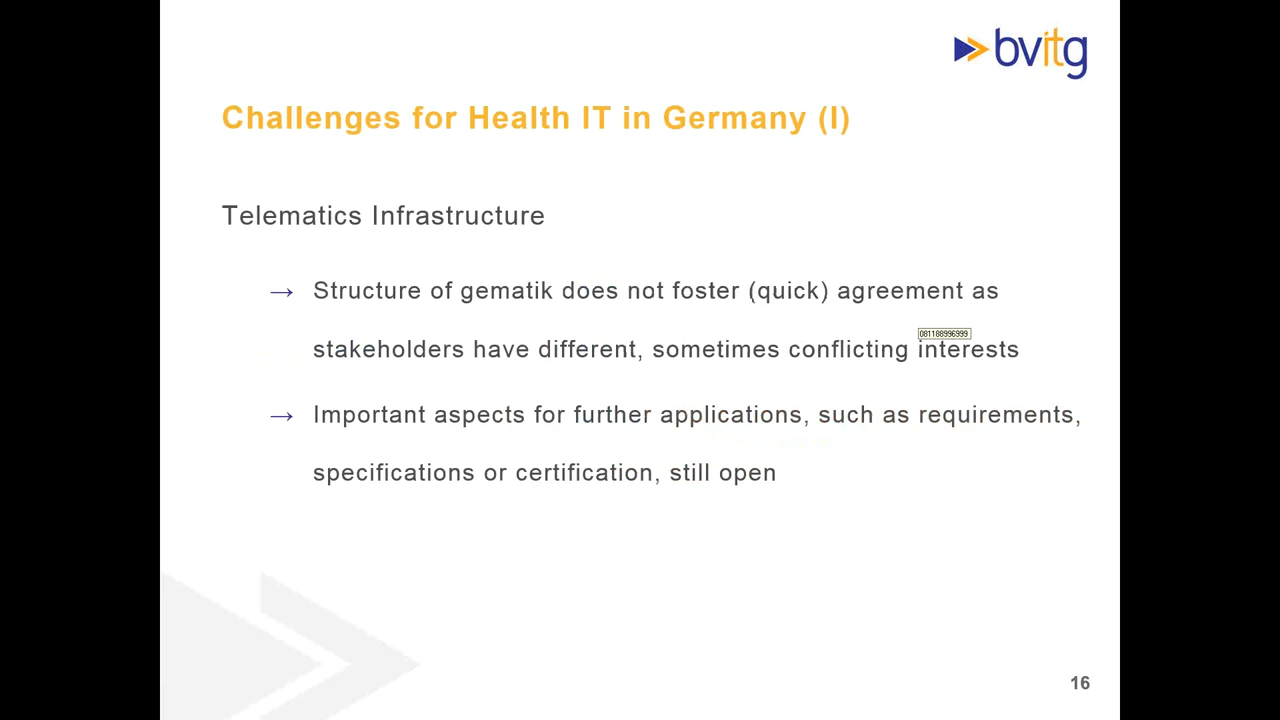 bvitg
Challenges for Health IT in Germany (I)
Telematics Infrastructure
→ Structure of gematik does not foster (quick) agreement as
081188996999
stakeholders have different, sometimes conflicting interests
→ Important aspects for further applications, such as requirements,
specifications or certification, still open
16